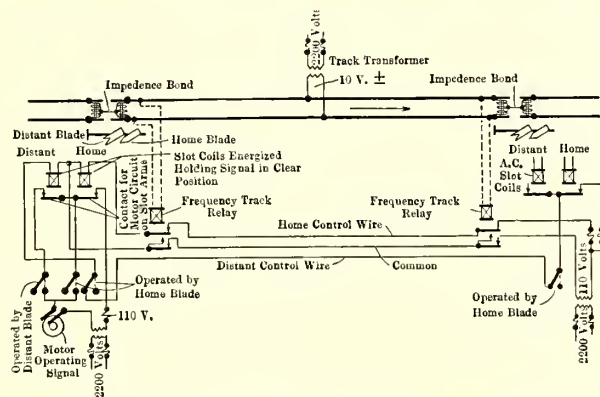 2200 Volts
Track Transformer
10 V. ±
Impedence Bond
Impedence Bond
Distant Blade
Home Blade
Distant
Home
Slot Coils Energized
Holding Signal in Clear
Position
Contact for
Motor Circuit
on Slot Arms
Frequency Track
Relay
Distant
Home
A.C.
Slot
Coils
Frequency Track
Relay
Home Control Wire
Common
Distant Control Wire
Operated by
Home Blade
Operated by
Distant Blade
110 V.
Motor
Operating
Signal
2200 Volts
Operated by
Home Blade
110 Volts
2200 Volts